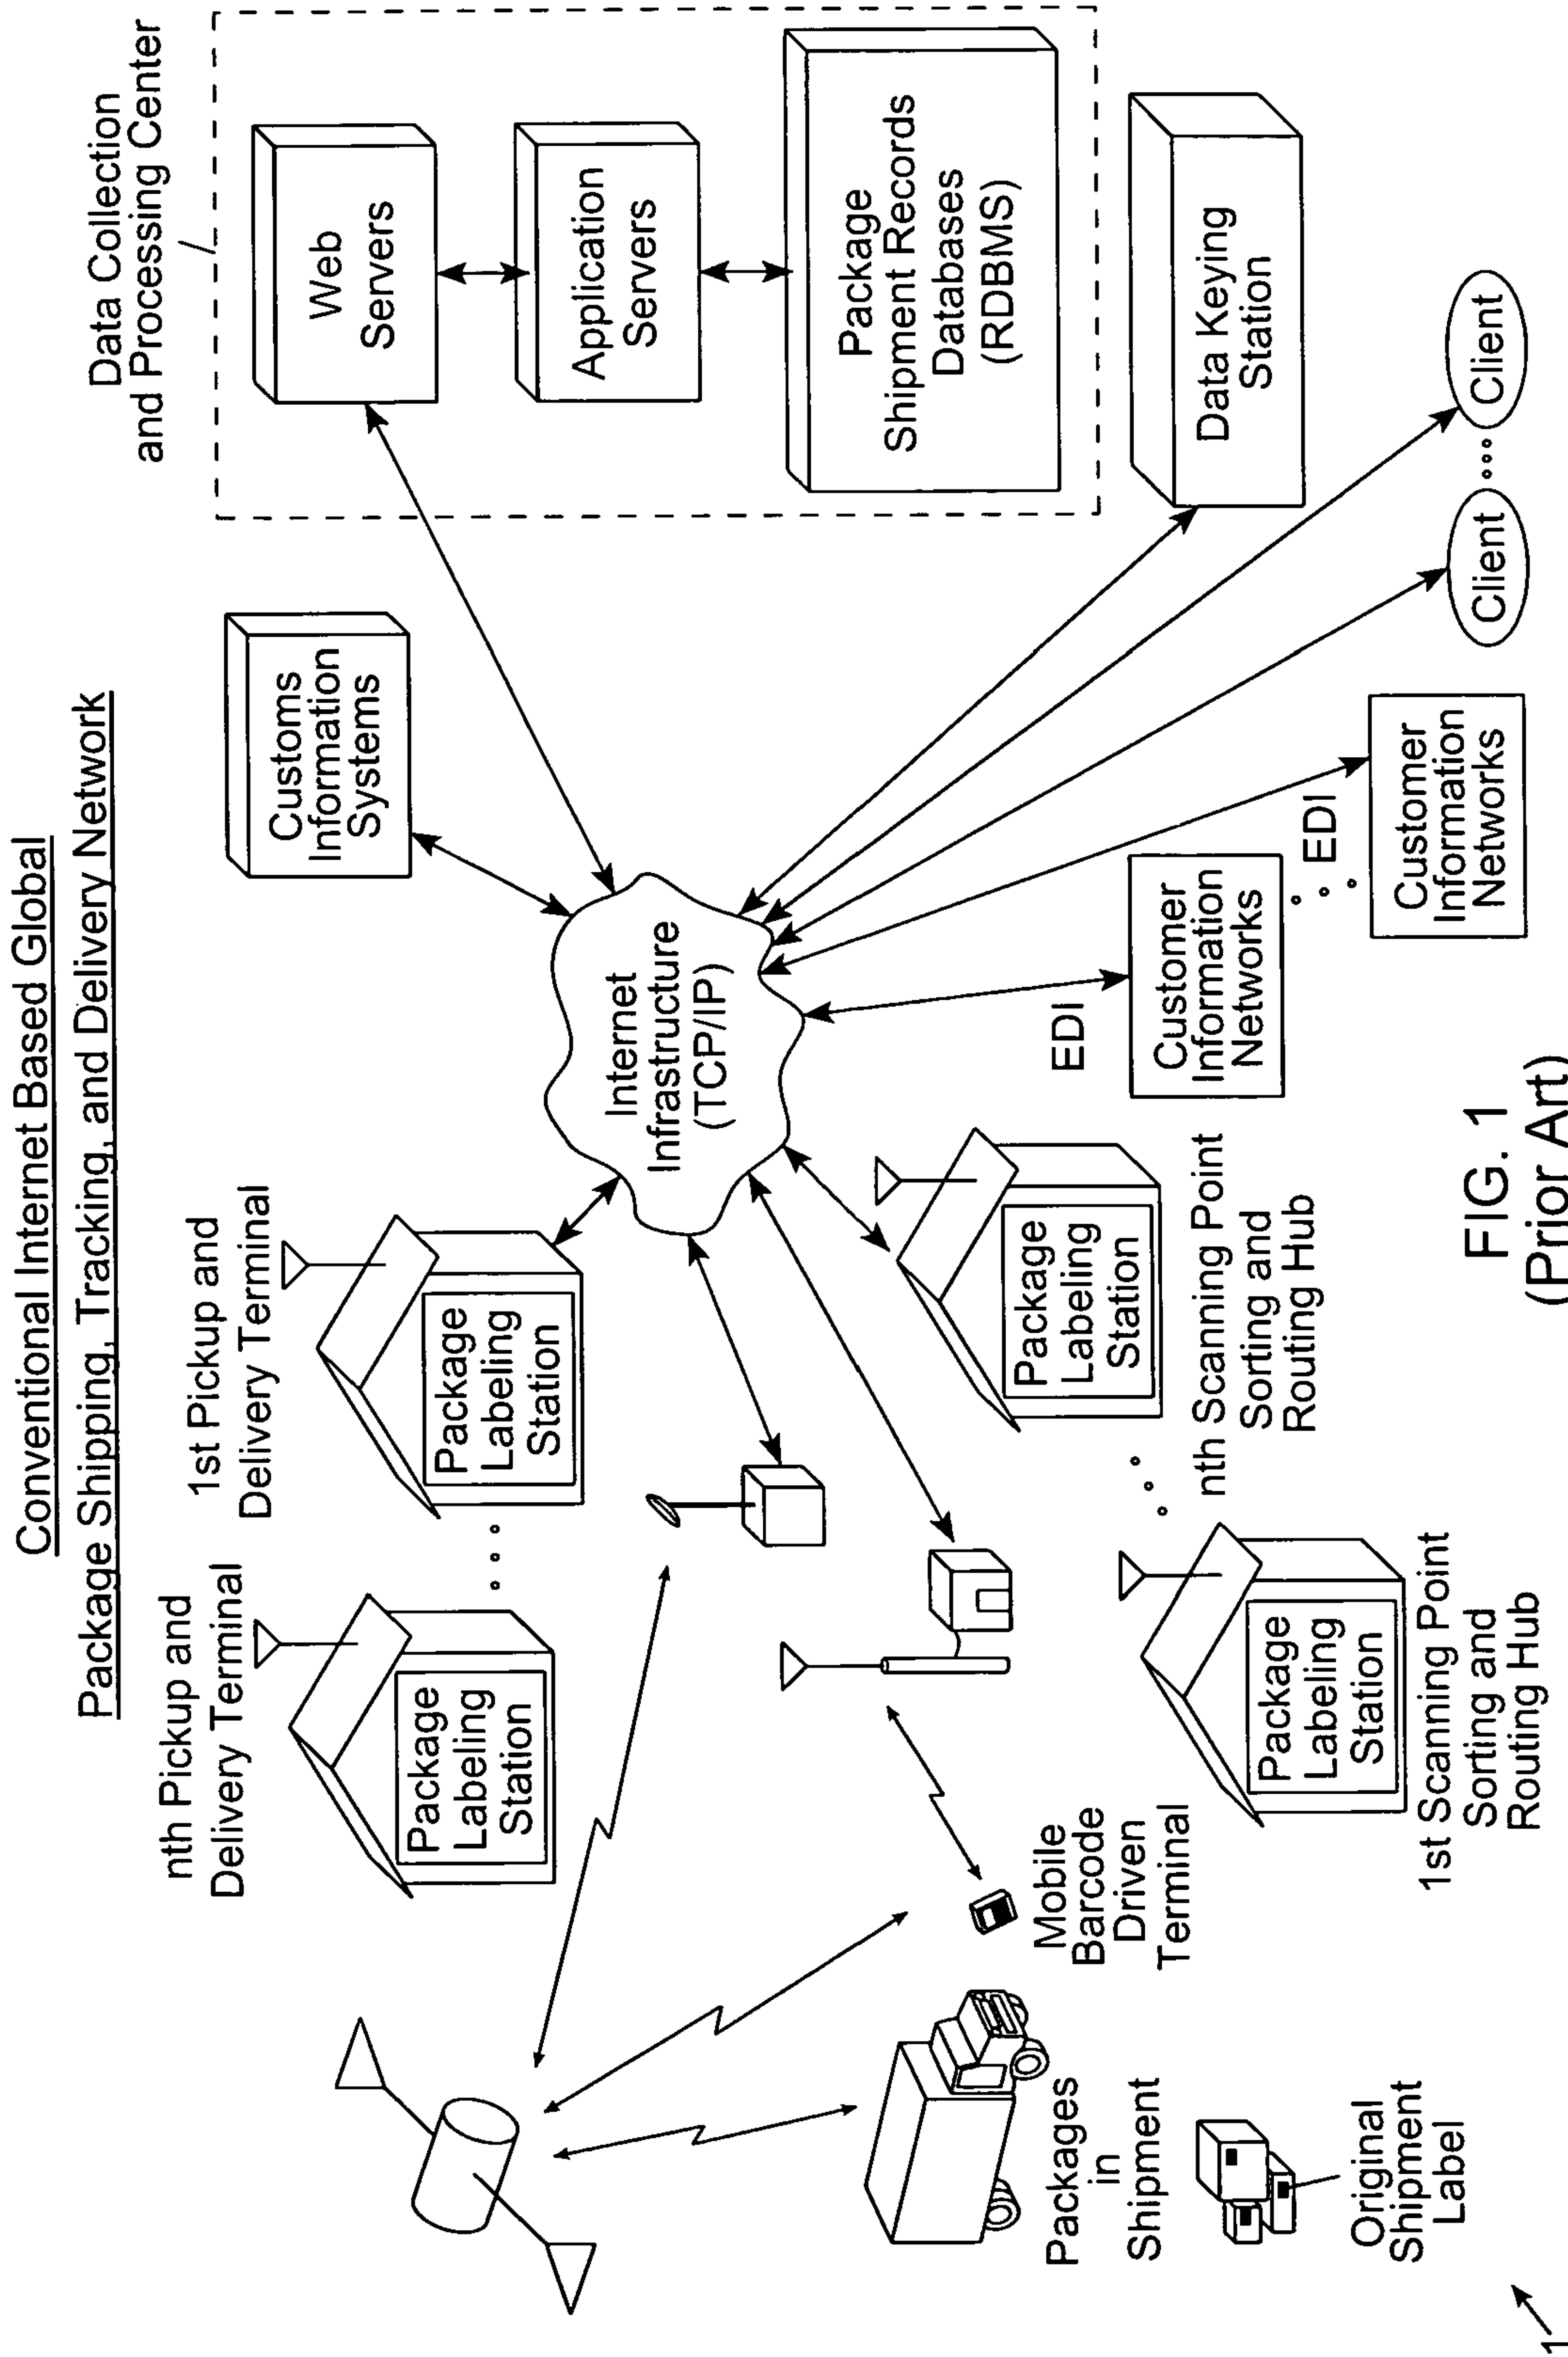 Conventional Internet Based Global
Package Shipping, Tracking, and Delivery Network
nth Pickup and
Delivery Terminal
Package
Labeling
Station
1st Pickup and
Delivery Terminal
Package
Labeling
Station
Customs
Information
Systems
Data Collection
and Processing Center
Web
Servers
Application
Servers
Package
Shipment Records
Databases
(RDBMS)
Internet
Infrastructure
(TCP/IP)
Data Keying
Station
Client
Client
EDI
Customer
Information
Networks
EDI
Customer
Information
Networks
Package
Labeling
Station
nth Scanning Point
Sorting and
Routing Hub
Package
Labeling
Station
1st Scanning Point
Sorting and
Routing Hub
Mobile
Barcode
Driven
Terminal
Packages
in
Shipment
Original
Shipment
Label
1
FIG. 1
(Prior Art)